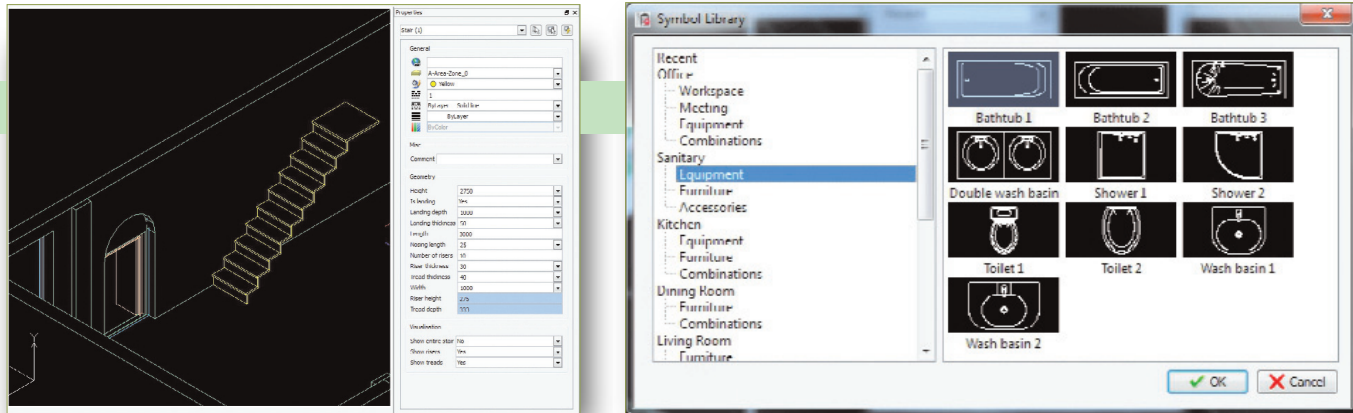 Properties
Stair (1)
General
A-Area-Zone_0
Yellow
1
ByLayer Solid line
ByLayer
ByColor
Misc
Comment
Geometry
Height 2750
Is landing Yes
Landing depth 1000
Landing thickness 50
Length 3000
Nosing length 25
Number of risers 10
Riser thickness 30
Tread thickness 40
Width 1000
Riser height 275
Tread depth 333
Visualisation
Show entire stair No
Show risers Yes
Show treads Yes
Y
Symbol Library
Recent
Office
Workspace
Meeting
Equipment
Combinations
Sanitary
Equipment
Furniture
Accessories
Kitchen
Equipment
Furniture
Combinations
Dining Room
Furniture
Combinations
Living Room
Furniture
Bathtub 1 Bathtub 2 Bathtub 3
Double wash basin Shower 1 Shower 2
Toilet 1 Toilet 2 Wash basin 1
Wash basin 2
OK Cancel